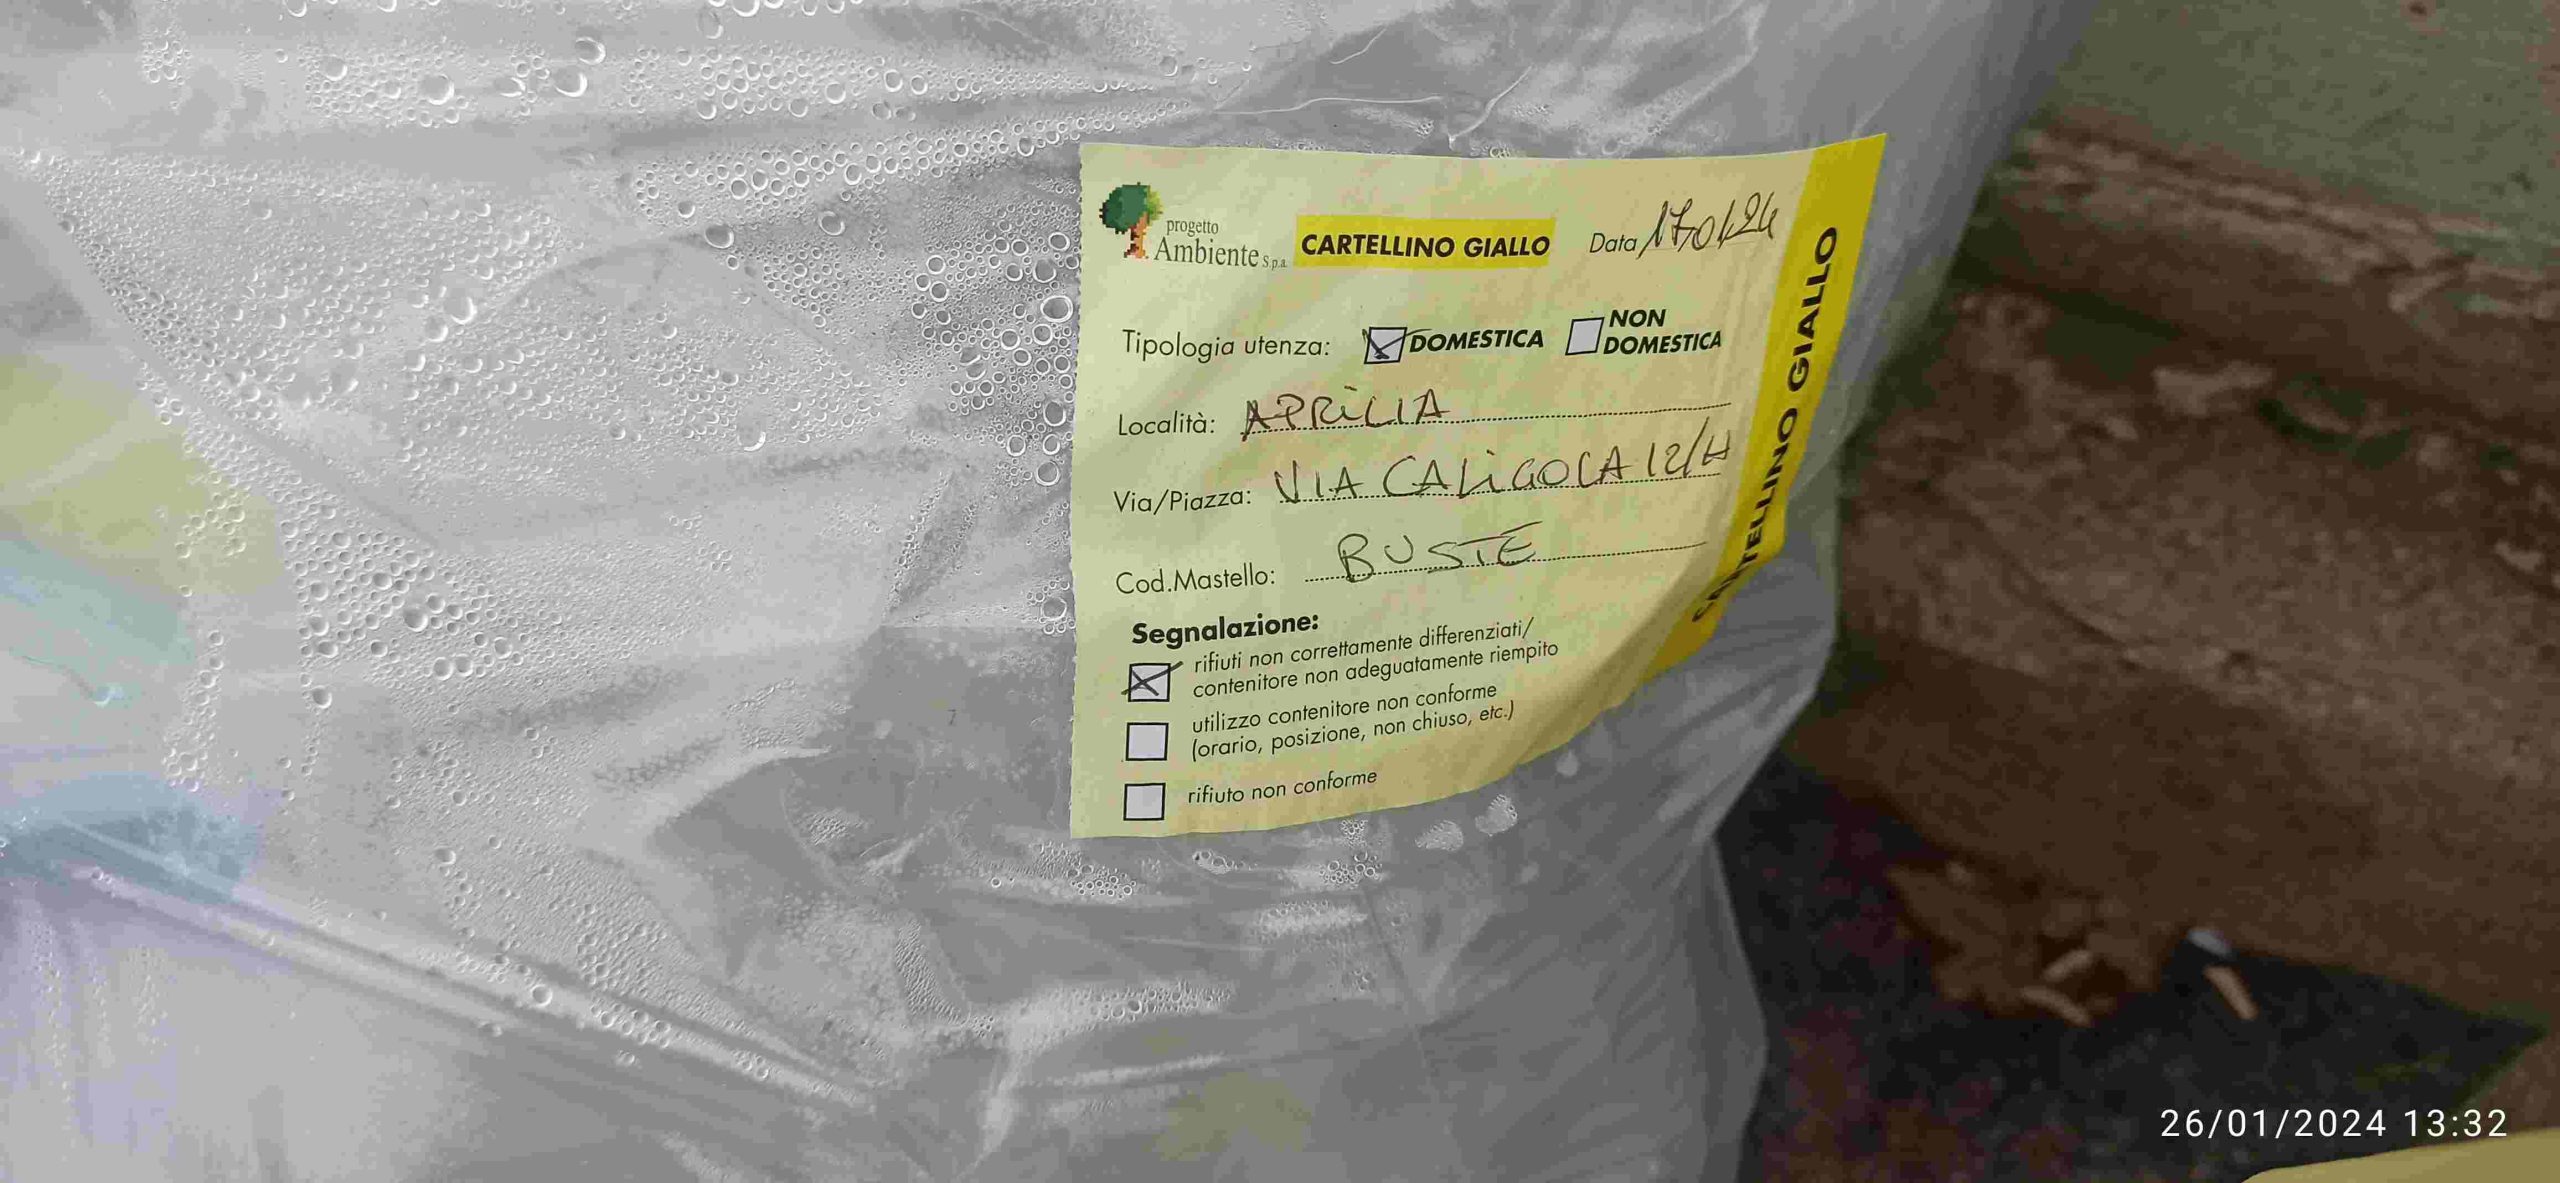 progetto
Ambiente S.p.a.
CARTELLINO GIALLO
Data 17/01/24
Tipologia utenza: DOMESTICA NON DOMESTICA
Località: APRILIA
Via/Piazza: VIA CALIGOLA 12/H
Cod.Mastello: BUSTE
Segnalazione:
rifiuti non correttamente differenziati/
contenitore non adeguatamente riempito
utilizzo contenitore non conforme
(orario, posizione, non chiuso, etc.)
rifiuto non conforme
CARTELLINO GIALLO
26/01/2024 13:32